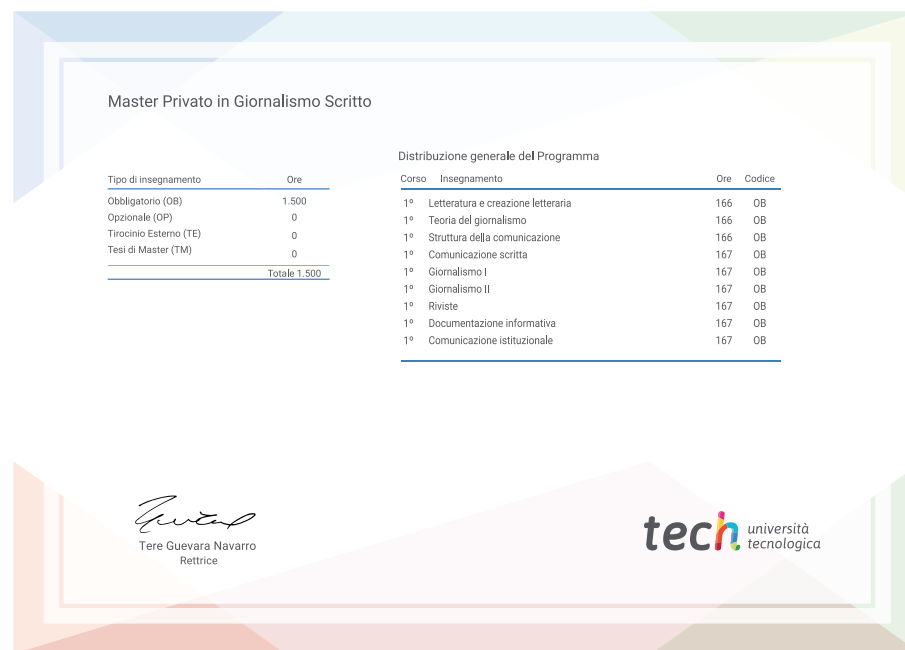 Master Privato in Giornalismo Scritto
Tipo di insegnamento Ore
Obbligatorio (OB) 1.500
Opzionale (OP) 0
Tirocinio Esterno (TE) 0
Tesi di Master (TM) 0
Totale 1.500
Distribuzione generale del Programma
Corso Insegnamento Ore Codice
1º Letteratura e creazione letteraria 166 OB
1º Teoria del giornalismo 166 OB
1º Struttura della comunicazione 166 OB
1º Comunicazione scritta 167 OB
1º Giornalismo I 167 OB
1º Giornalismo II 167 OB
1º Riviste 167 OB
1º Documentazione informativa 167 OB
1º Comunicazione istituzionale 167 OB
Tere Guevara Navarro
Rettrice
tech università
tecnologica